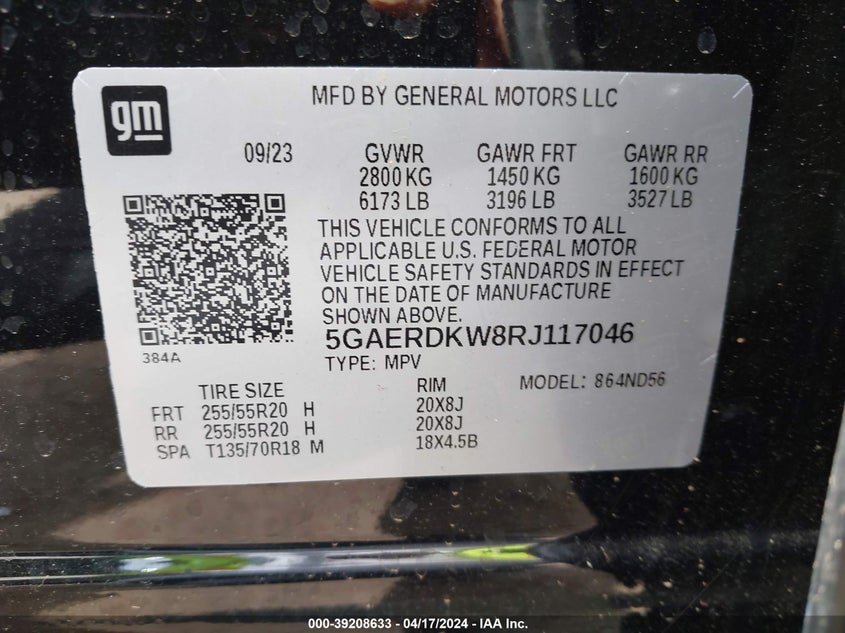 gm
MFD BY GENERAL MOTORS LLC
09/23 GVWR GAWR FRT GAWR RR
2800 KG 1450 KG 1600 KG
6173 LB 3196 LB 3527 LB
THIS VEHICLE CONFORMS TO ALL
APPLICABLE U.S. FEDERAL MOTOR
VEHICLE SAFETY STANDARDS IN EFFECT
ON THE DATE OF MANUFACTURE
SHOWN ABOVE.
384A
5GAERDKW8RJ117046
TYPE: MPV
TIRE SIZE RIM MODEL: 864ND56
FRT 255/55R20 H 20X8J
RR 255/55R20 H 20X8J
SPA T135/70R18 M 18X4.5B
000-39208633 - 04/17/2024 - IAA Inc.